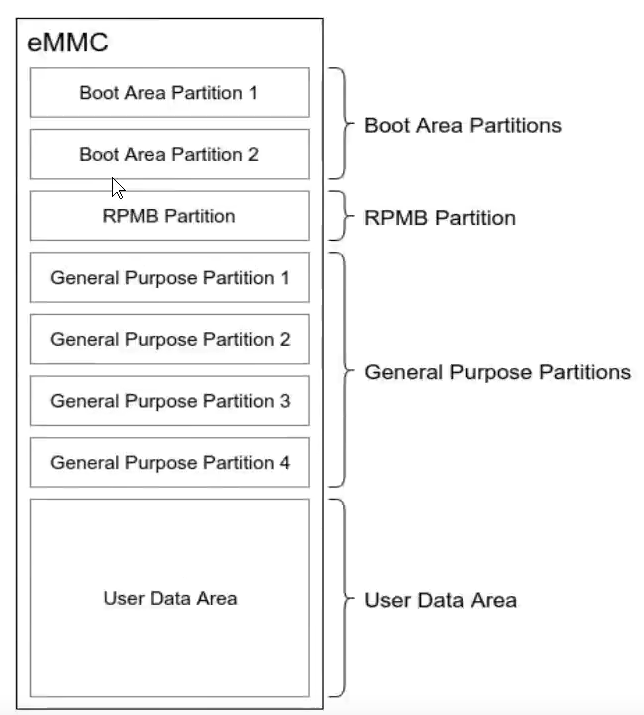 eMMC
Boot Area Partition 1
Boot Area Partition 2
Boot Area Partitions
RPMB Partition
RPMB Partition
General Purpose Partition 1
General Purpose Partition 2
General Purpose Partition 3
General Purpose Partition 4
General Purpose Partitions
User Data Area
User Data Area